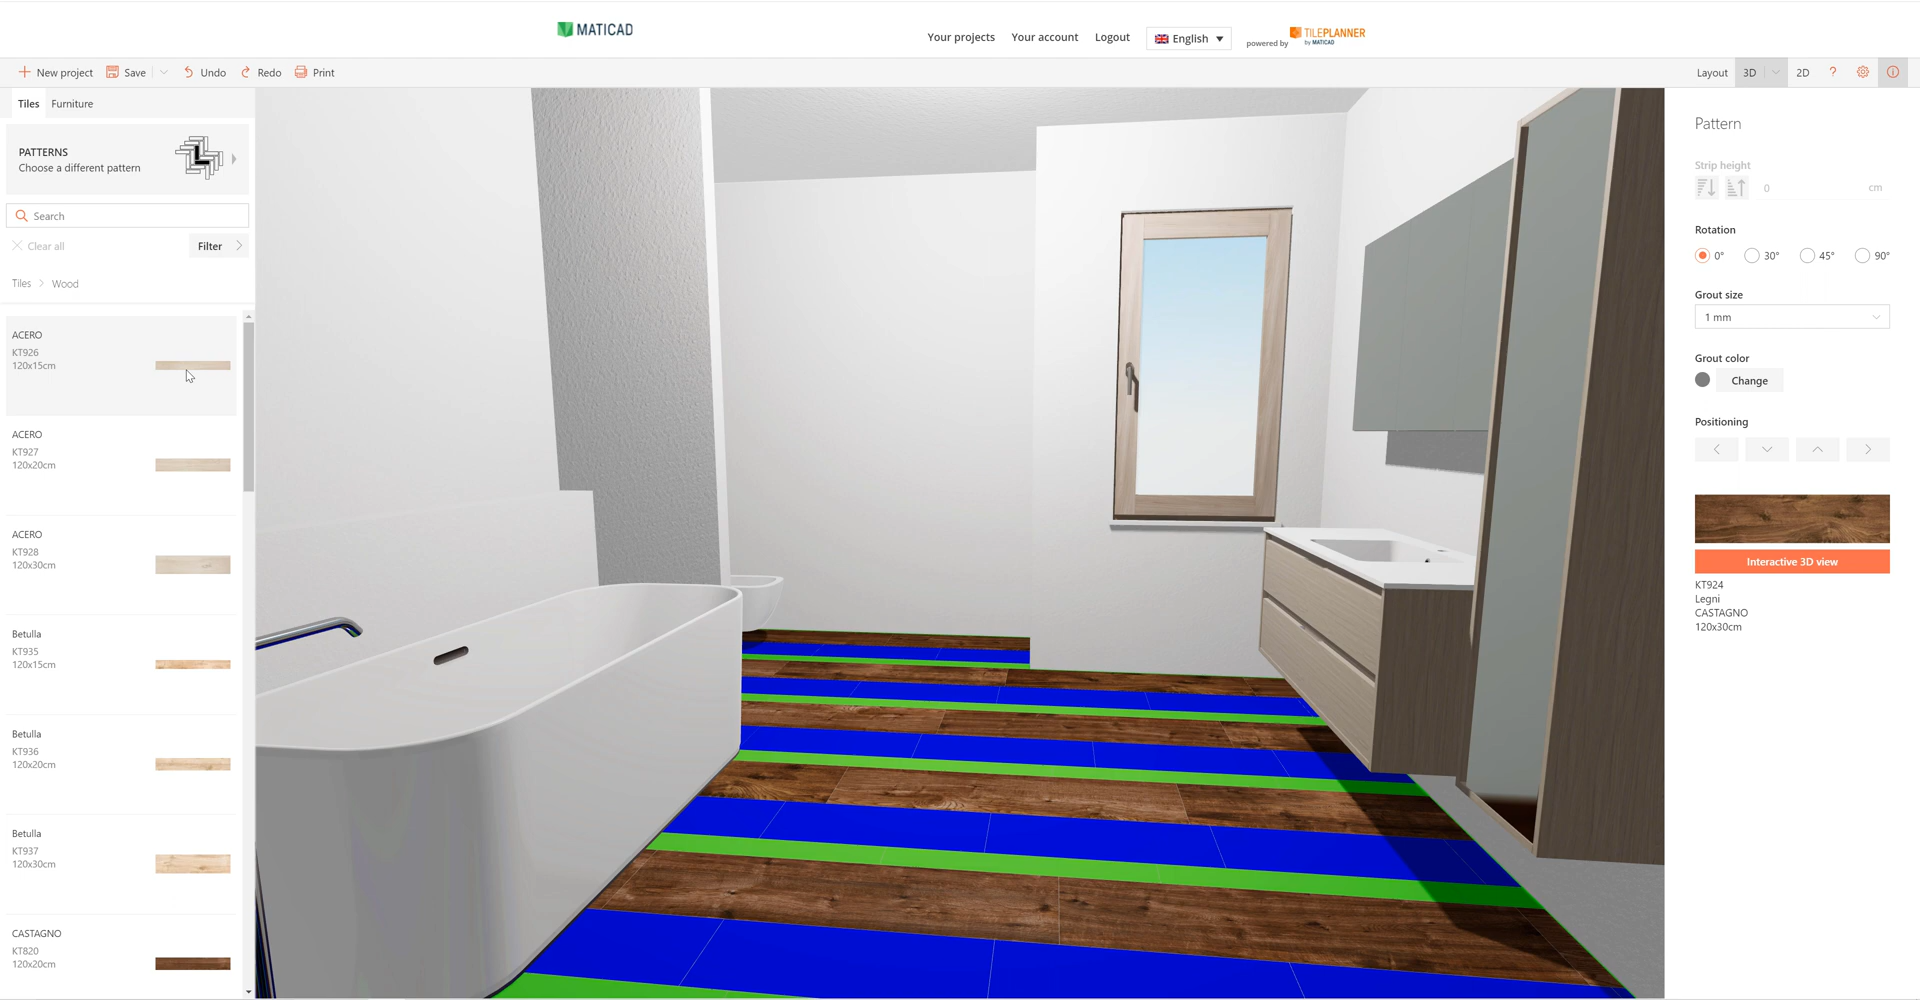 MATICAD
Your projects
Your account
Logout
English
powered by
TILEPLANNER
by MATICAD
New project
Save
Undo
Redo
Print
Layout
3D
2D
?
Tiles
Furniture
PATTERNS
Choose a different pattern
Search
Clear all
Filter
Tiles > Wood
ACERO
KT926
120x15cm
ACERO
KT927
120x20cm
ACERO
KT928
120x30cm
Betulla
KT935
120x15cm
Betulla
KT936
120x20cm
Betulla
KT937
120x30cm
CASTAGNO
KT820
120x20cm
Pattern
Strip height
0 cm
Rotation
0° 30° 45° 90°
Grout size
1 mm
Grout color
Change
Positioning
Interactive 3D view
KT924
Legni
CASTAGNO
120x30cm